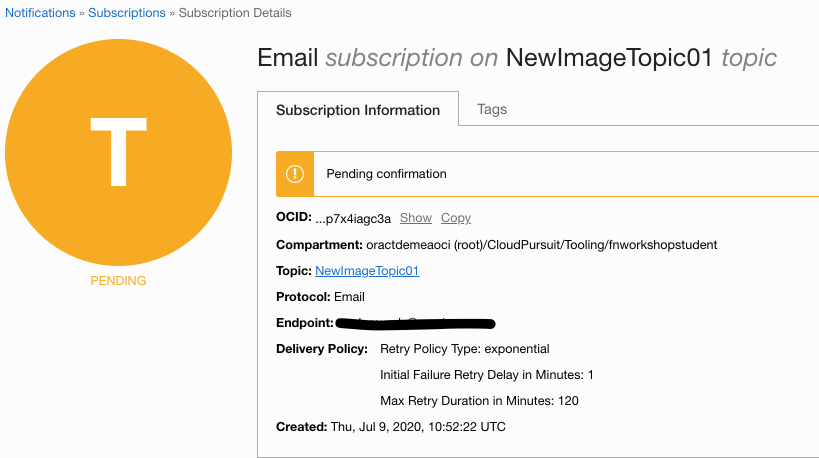 Notifications » Subscriptions » Subscription Details
T
PENDING
Email subscription on NewImageTopic01 topic
Subscription Information Tags
Pending confirmation
OCID: ...p7x4iagc3a Show Copy
Compartment: oractdemeaoci (root)/CloudPursuit/Tooling/fnworkshopstudent
Topic: NewImageTopic01
Protocol: Email
Endpoint:
Delivery Policy: Retry Policy Type: exponential
Initial Failure Retry Delay in Minutes: 1
Max Retry Duration in Minutes: 120
Created: Thu, Jul 9, 2020, 10:52:22 UTC